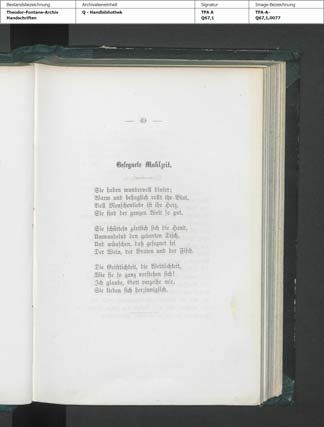 Bestandsbezeichnung Archivalieneinheit Signatur Image-Bezeichnung
Theodor-Fontane-Archiv Q - Handbibliothek TFA A TFA-A-
Handschriften Q67,1 Q67,1,0077
— 49 —
Gesegnete Mahlzeit.
Sie haben wundervoll dinirt;
Warm und behaglich rollt ihr Blut,
Voll Menschenliebe ist ihr Herz,
Sie sind der ganzen Welt so gut.
Sie schütteln zärtlich sich die Hand,
Umwandelnd den geleerten Tisch,
Und wünschen, daß gesegnet sei
Der Wein, der Braten und der Fisch.
Die Geistlichkeit, die Weltlichkeit,
Wie sie so ganz verstehen sich!
Ich glaube, Gott verzeihe mir,
Sie lieben sich herzinniglich.